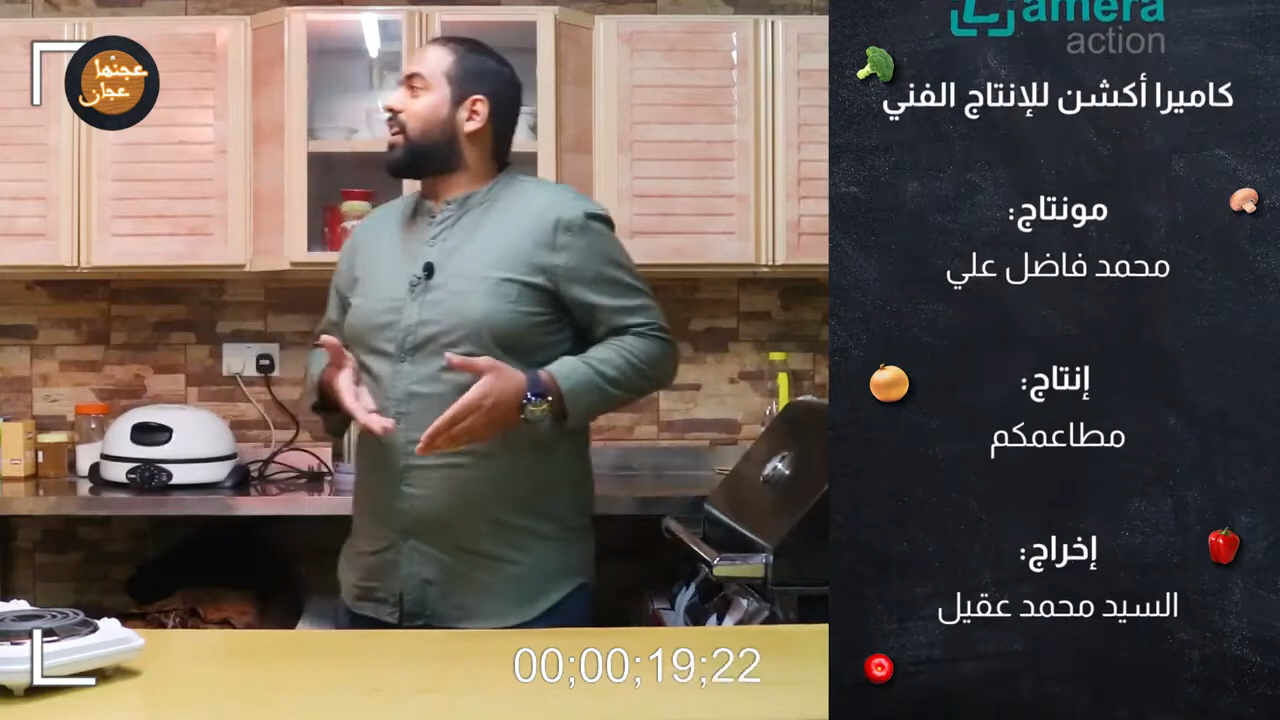 عجنها
عجان
Camera
action
كاميرا أكشن للإنتاج الفني
مونتاج:
محمد فاضل علي
إنتاج:
مطاعمكم
إخراج:
السيد محمد عقيل
00;00;19;22